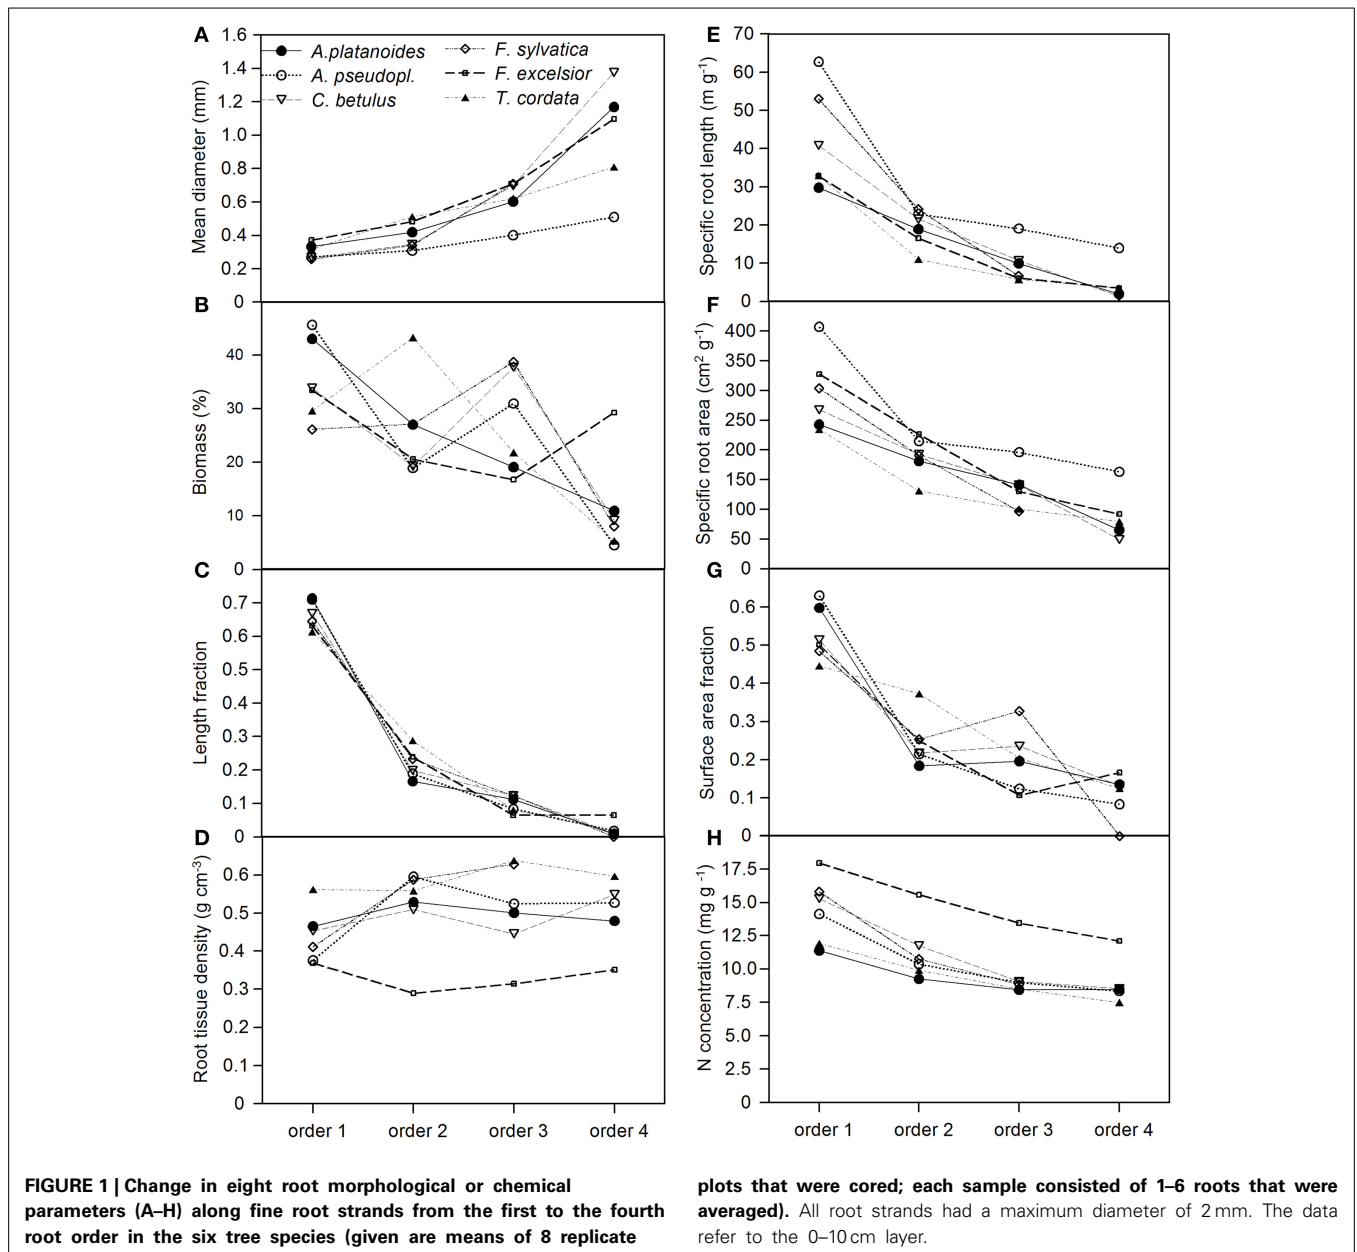 A
1.6
1.4
1.2
1.0
0.8
0.6
0.4
0.2
0
Mean diameter (mm)
A.platanoides
A. pseudopl.
C. betulus
F. sylvatica
F. excelsior
T. cordata
B
40
30
20
10
0
Biomass (%)
C
0.7
0.6
0.5
0.4
0.3
0.2
0.1
0
Length fraction
D
0.6
0.5
0.4
0.3
0.2
0.1
0
Root tissue density (g cm-3)
order 1 order 2 order 3 order 4
E
70
60
50
40
30
20
10
0
Specific root length (m g-1)
F
400
350
300
250
200
150
100
50
0
Specific root area (cm2 g-1)
G
0.6
0.5
0.4
0.3
0.2
0.1
0
Surface area fraction
H
17.5
15.0
12.5
10.0
7.5
5.0
2.5
0
N concentration (mg g-1)
order 1 order 2 order 3 order 4
FIGURE 1 | Change in eight root morphological or chemical
parameters (A–H) along fine root strands from the first to the fourth
root order in the six tree species (given are means of 8 replicate
plots that were cored; each sample consisted of 1–6 roots that were
averaged). All root strands had a maximum diameter of 2 mm. The data
refer to the 0–10 cm layer.